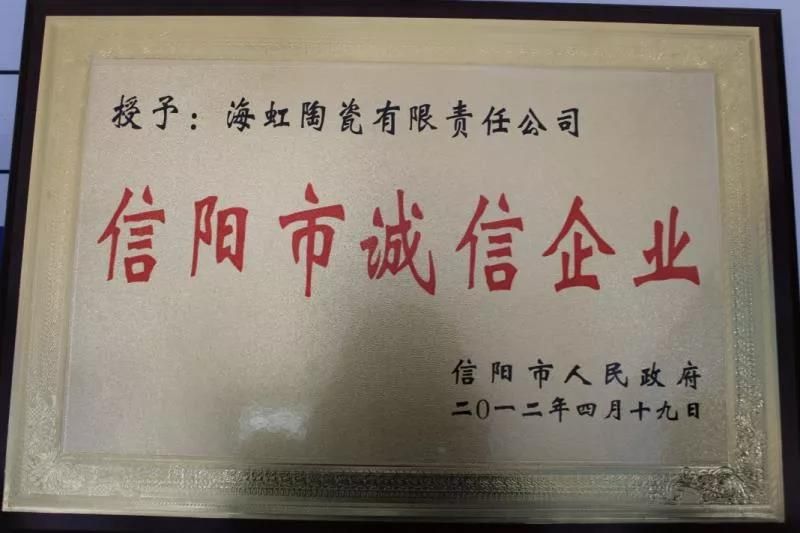 授予：海虹陶瓷有限责任公司
信阳市诚信企业
信阳市人民政府
二〇一二年四月十九日